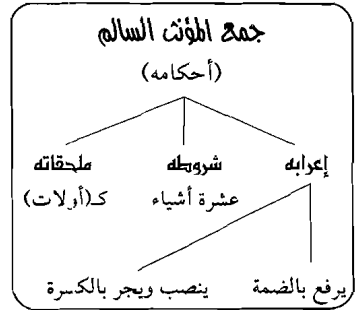 جمع المؤنث السالم
(أحكامه)
إعرابه شروطه ملحقاته
عشرة أشياء كـ(أولات)
يرفع بالضمة ينصب ويجر بالكسرة